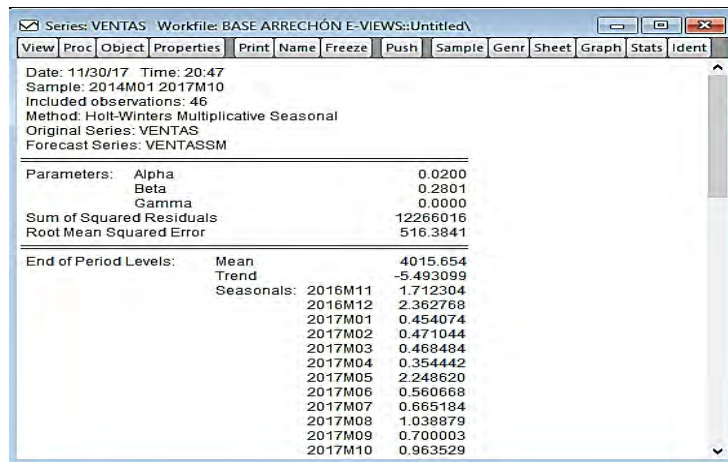 Series: VENTAS Workfile: BASE ARRECHÓN E-VIEWS::Untitled\
View Proc Object Properties Print Name Freeze Push Sample Genr Sheet Graph Stats Ident
Date: 11/30/17 Time: 20:47
Sample: 2014M01 2017M10
Included observations: 46
Method: Holt-Winters Multiplicative Seasonal
Original Series: VENTAS
Forecast Series: VENTASSM
Parameters: Alpha 0.0200
Beta 0.2801
Gamma 0.0000
Sum of Squared Residuals 12266016
Root Mean Squared Error 516.3841
End of Period Levels: Mean 4015.654
Trend -5.493099
Seasonals: 2016M11 1.712304
2016M12 2.362768
2017M01 0.454074
2017M02 0.471044
2017M03 0.468484
2017M04 0.354442
2017M05 2.248620
2017M06 0.560668
2017M07 0.665184
2017M08 1.038879
2017M09 0.700003
2017M10 0.963529